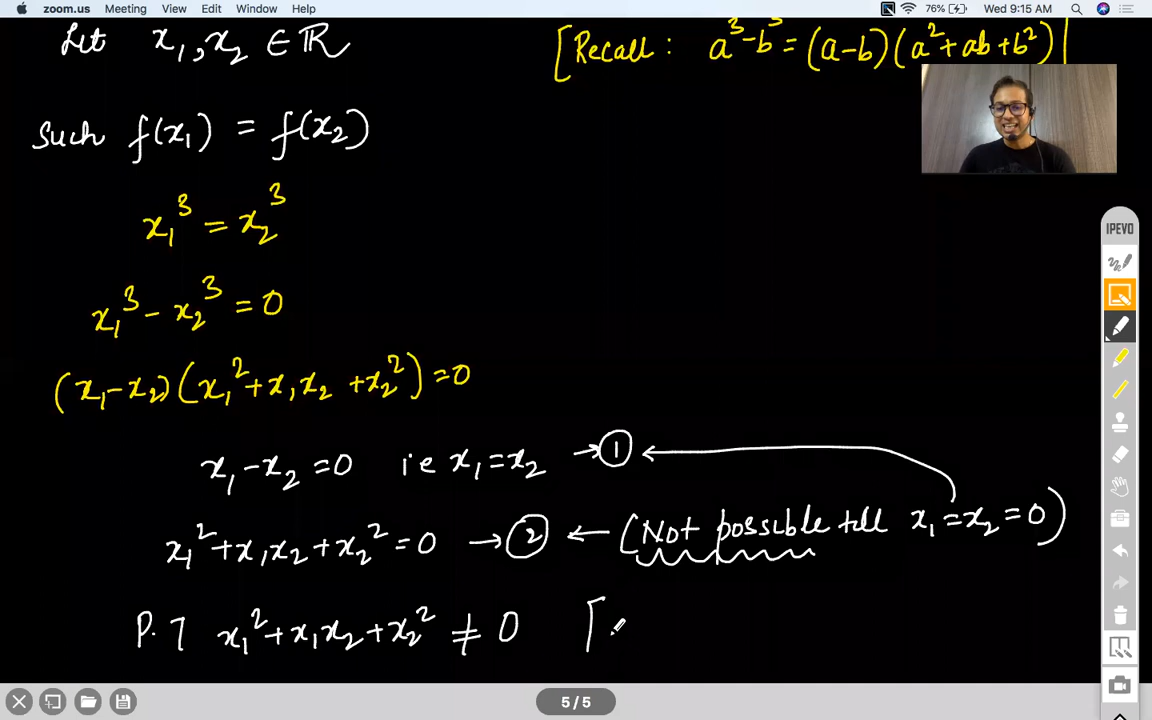 zoom.us Meeting View Edit Window Help 76% Wed 9:15 AM
Let x₁, x₂ ∈ ℝ [Recall : a³-b³ = (a-b)(a²+ab+b²)]
Such f(x₁) = f(x₂)
x₁³ = x₂³
x₁³ - x₂³ = 0
(x₁-x₂)(x₁²+x₁x₂+x₂²) = 0
x₁-x₂ = 0 i e x₁ = x₂ → ①
x₁²+x₁x₂+x₂² = 0 → ② ← (Not possible till x₁ = x₂ = 0)
P.T x₁²+x₁x₂+x₂² ≠ 0 [
IPEVO
5/5